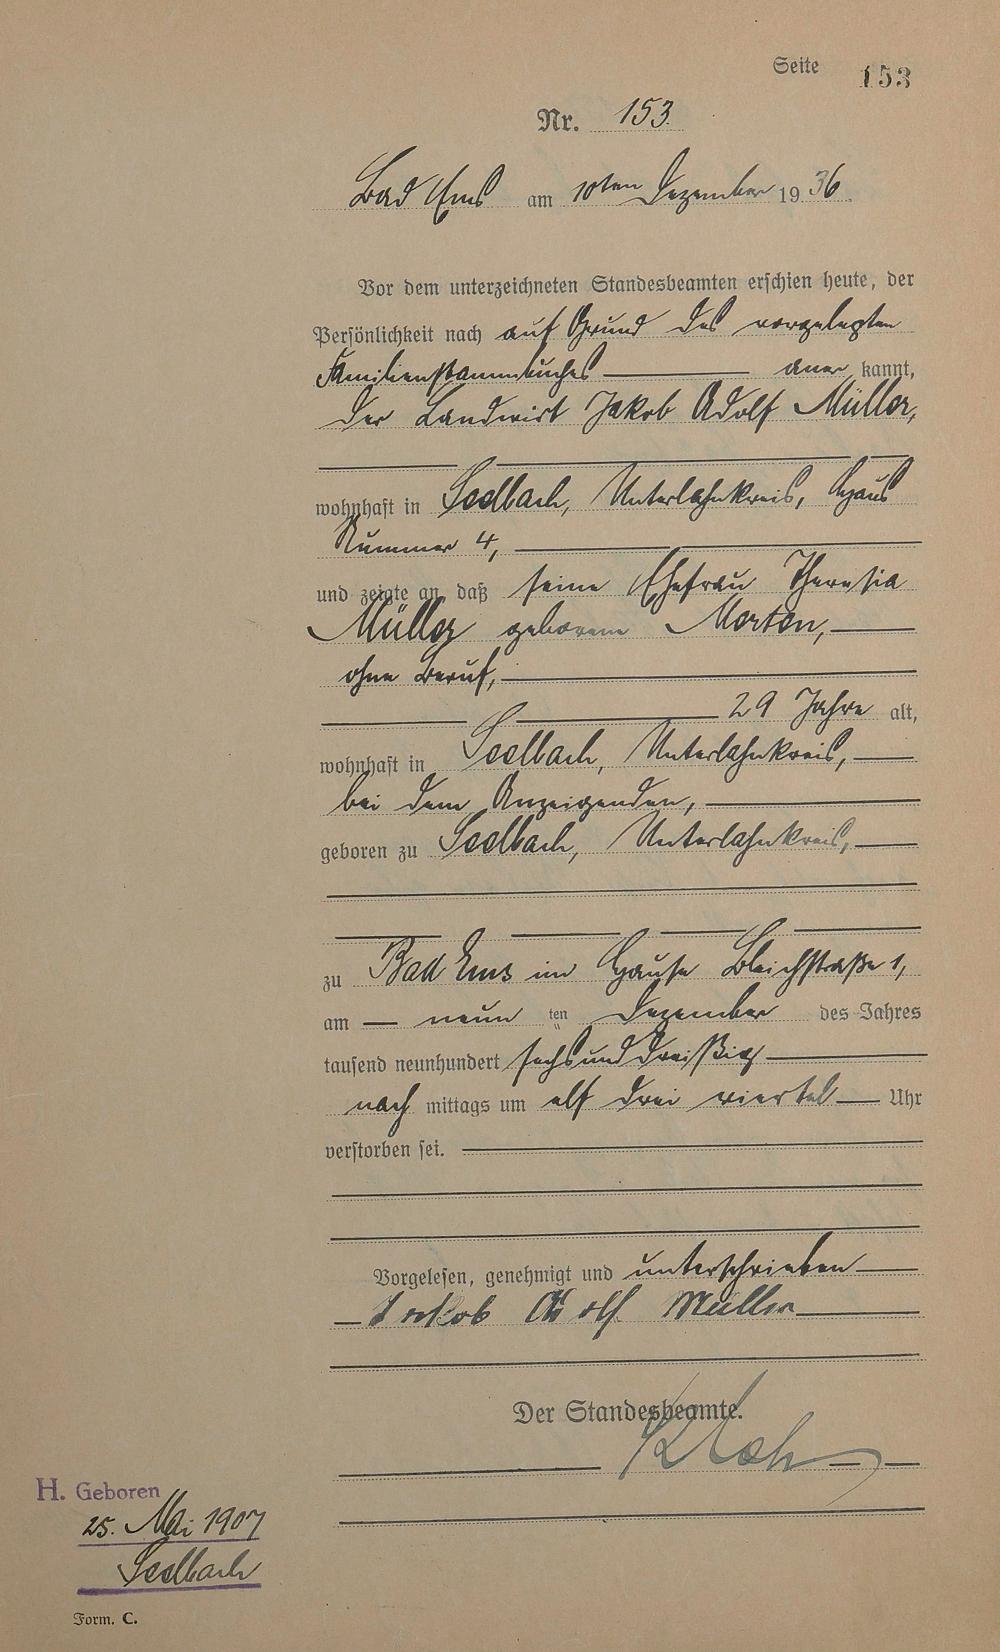 Seite 153
Nr. 153.
Bad Ems am 10ten Dezember 1936.
Vor dem unterzeichneten Standesbeamten erschien heute, der
Persönlichkeit nach auf Grund des vorgelegten
Familienstammbuches aner kannt,
der Landwirt Jakob Adolf Müller,
wohnhaft in Seelbach, Unterlahnkreis, Haus
Nummer 4,
und zeigte an, daß seine Ehefrau Theresia
Müller geborene Merten,
ohne Beruf,
29 Jahre alt,
wohnhaft in Seelbach, Unterlahnkreis,
bei dem Anzeigenden,
geboren zu Seelbach, Unterlahnkreis,
zu Bad Ems im Hause Bleichstraße 1,
am neun ten Dezember des Jahres
tausend neunhundert sechsunddreißig
nach mittags um elf drei viertel Uhr
verstorben sei.
Vorgelesen, genehmigt und unterschrieben
Jakob Adolf Müller
Der Standesbeamte.
H. Geboren
25. Mai 1907
Seelbach
Form. C.